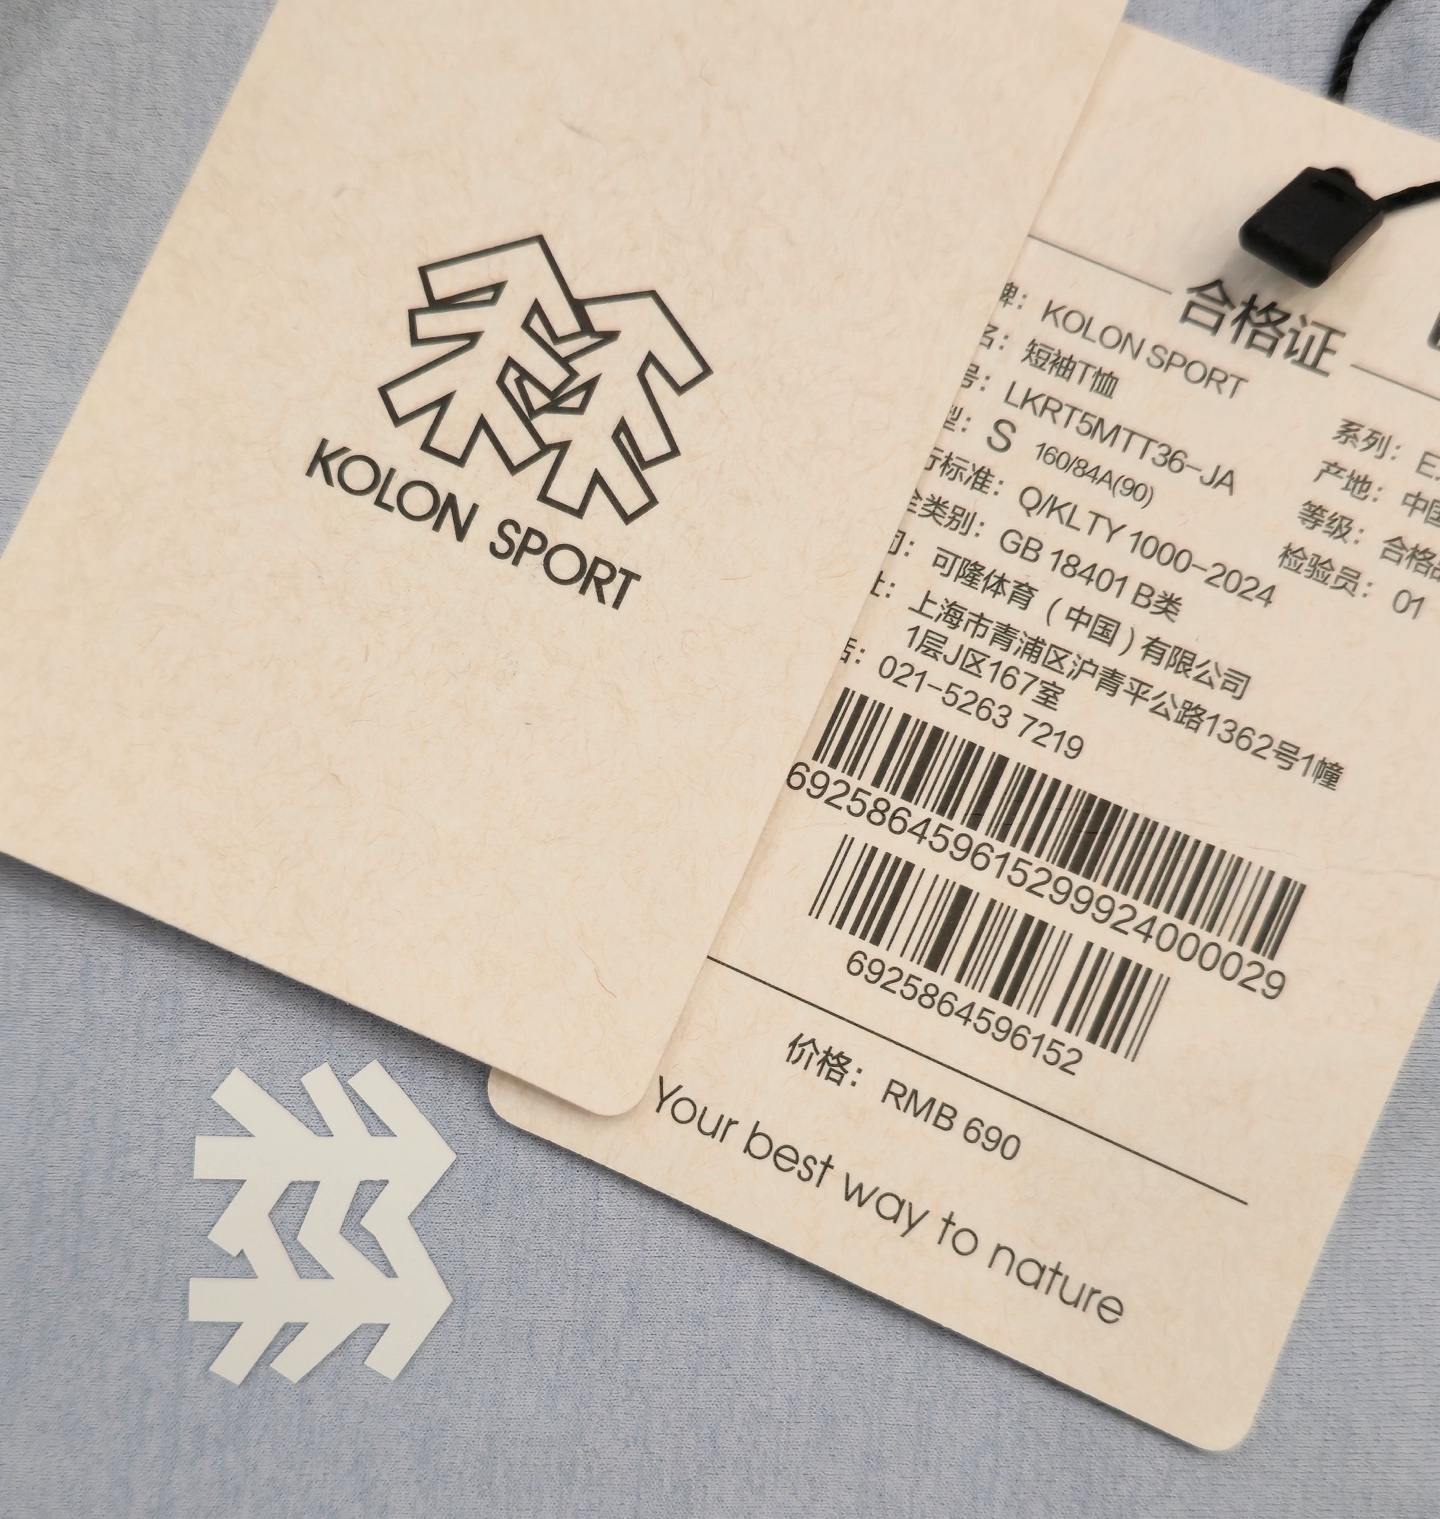 KOLON SPORT
合格证
牌： KOLON SPORT
名： 短袖T恤
号： LKRT5MTT36-JA
型： S 160/84A(90)
行标准： Q/KLTY 1000-2024
全类别： GB 18401 B类
司： 可隆体育（中国）有限公司
址： 上海市青浦区沪青平公路1362号1幢
1层J区167室
话： 021-5263 7219
系列：
产地： 中国
等级： 合格品
检验员： 01
69258645961529992400​0029
6925864596152
价格： RMB 690
Your best way to nature